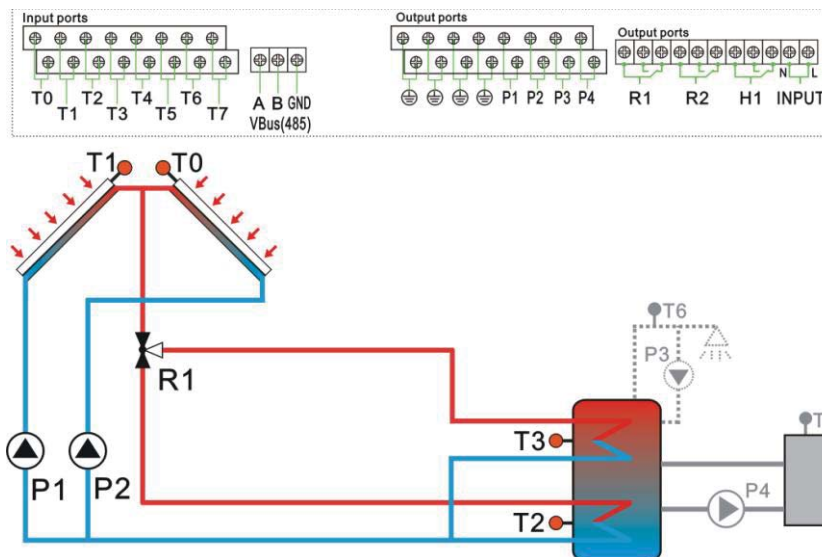 Input ports
T0 T1 T2 T3 T4 T5 T6 T7
A B GND
VBus(485)
Output ports
P1 P2 P3 P4
Output ports
N L
R1 R2 H1 INPUT
T1 T0
T6
P3
R1
T3
P1 P2
P4
T2